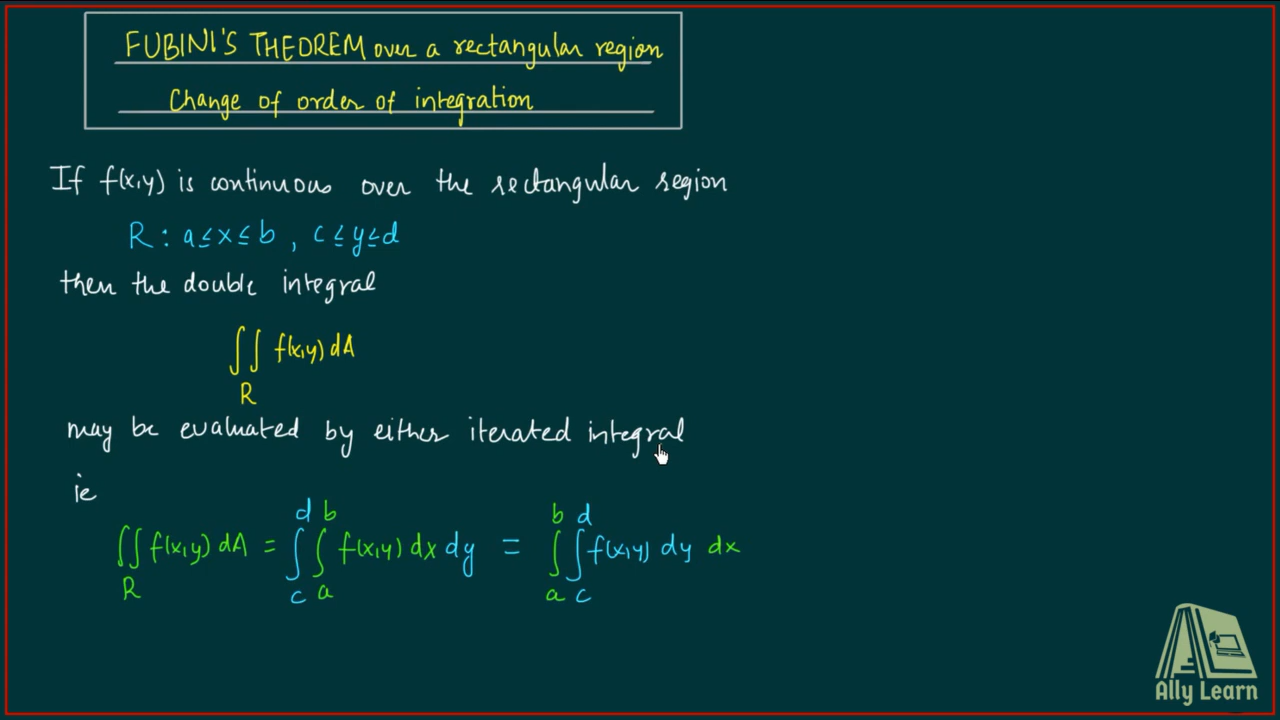 FUBINI'S THEOREM over a rectangular region
Change of order of integration
If f(x,y) is continuous over the rectangular region
R : a≤x≤b , c≤y≤d
then the double integral
∬_R f(x,y) dA
may be evaluated by either iterated integral
ie
∬_R f(x,y) dA = ∫_c^d ∫_a^b f(x,y) dx dy = ∫_a^b ∫_c^d f(x,y) dy dx
Ally Learn